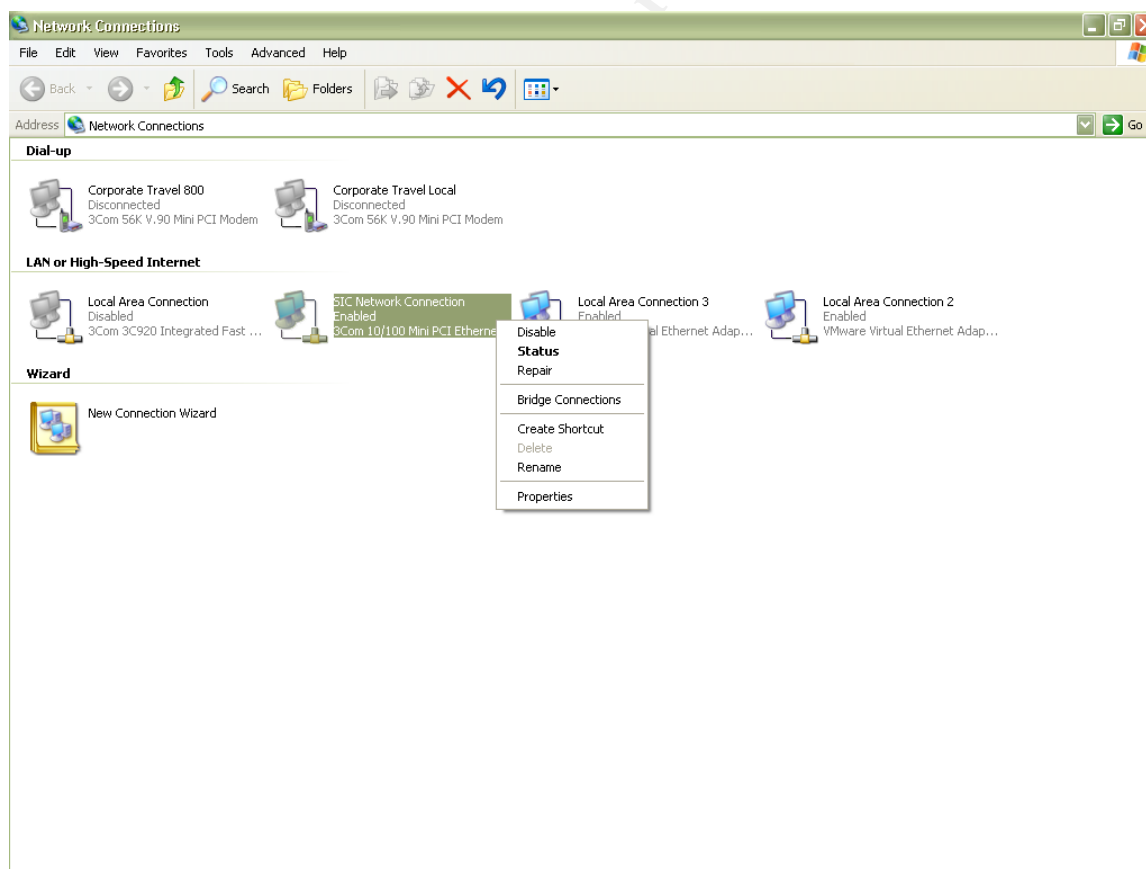 Network Connections
File Edit View Favorites Tools Advanced Help
Back Search Folders
Address Network Connections Go
Dial-up
Corporate Travel 800
Disconnected
3Com 56K V.90 Mini PCI Modem
Corporate Travel Local
Disconnected
3Com 56K V.90 Mini PCI Modem
LAN or High-Speed Internet
Local Area Connection
Disabled
3Com 3C920 Integrated Fast ...
SIC Network Connection
Enabled
3Com 10/100 Mini PCI Etherne
Local Area Connection 3
Enabled
al Ethernet Adap...
Local Area Connection 2
Enabled
VMware Virtual Ethernet Adap...
Disable
Status
Repair
Bridge Connections
Create Shortcut
Delete
Rename
Properties
Wizard
New Connection Wizard